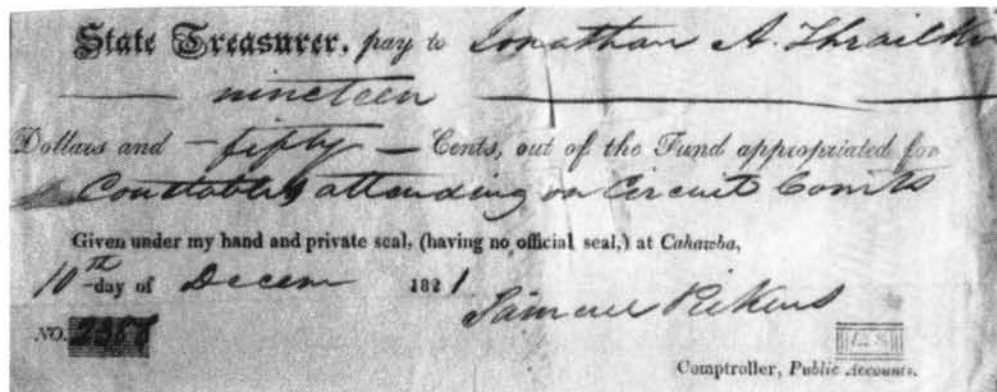 State Treasurer, pay to Jonathan A. Thrailki
nineteen
Dollars and - fifty - Cents, out of the Fund appropriated for
Constables attending on Circuit Courts
Given under my hand and private seal, (having no official seal,) at Cahawba,
10th day of Decem 1821
Samuel Pickens
NO.
L. S.
Comptroller, Public Accounts.